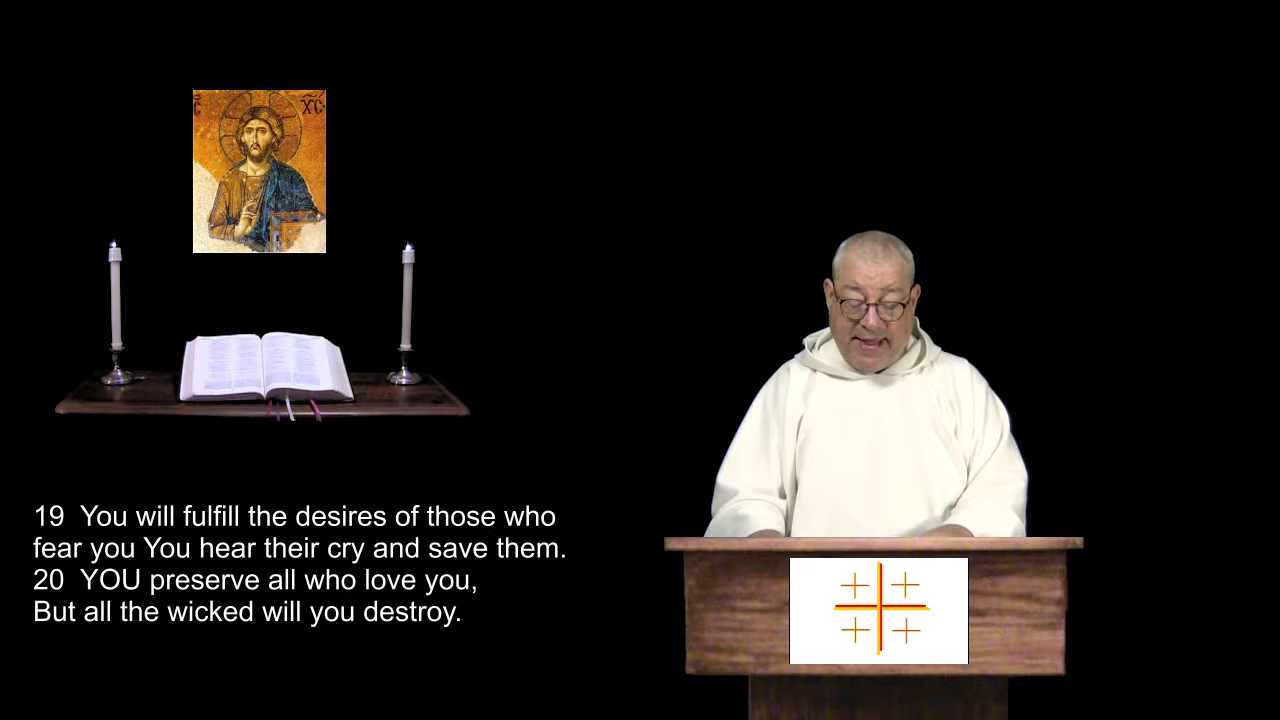 XC
19 You will fulfill the desires of those who
fear you You hear their cry and save them.
20 YOU preserve all who love you,
But all the wicked will you destroy.